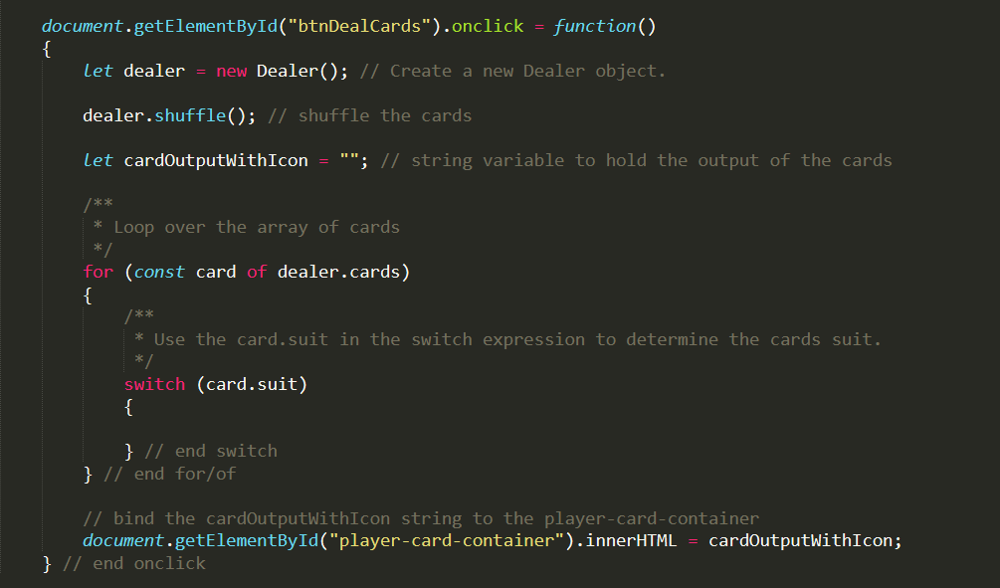 document.getElementById("btnDealCards").onclick = function()
{
let dealer = new Dealer(); // Create a new Dealer object.
dealer.shuffle(); // shuffle the cards
let cardOutputWithIcon = ""; // string variable to hold the output of the cards
/**
* Loop over the array of cards
*/
for (const card of dealer.cards)
{
/**
* Use the card.suit in the switch expression to determine the cards suit.
*/
switch (card.suit)
{
} // end switch
} // end for/of
// bind the cardOutputWithIcon string to the player-card-container
document.getElementById("player-card-container").innerHTML = cardOutputWithIcon;
} // end onclick